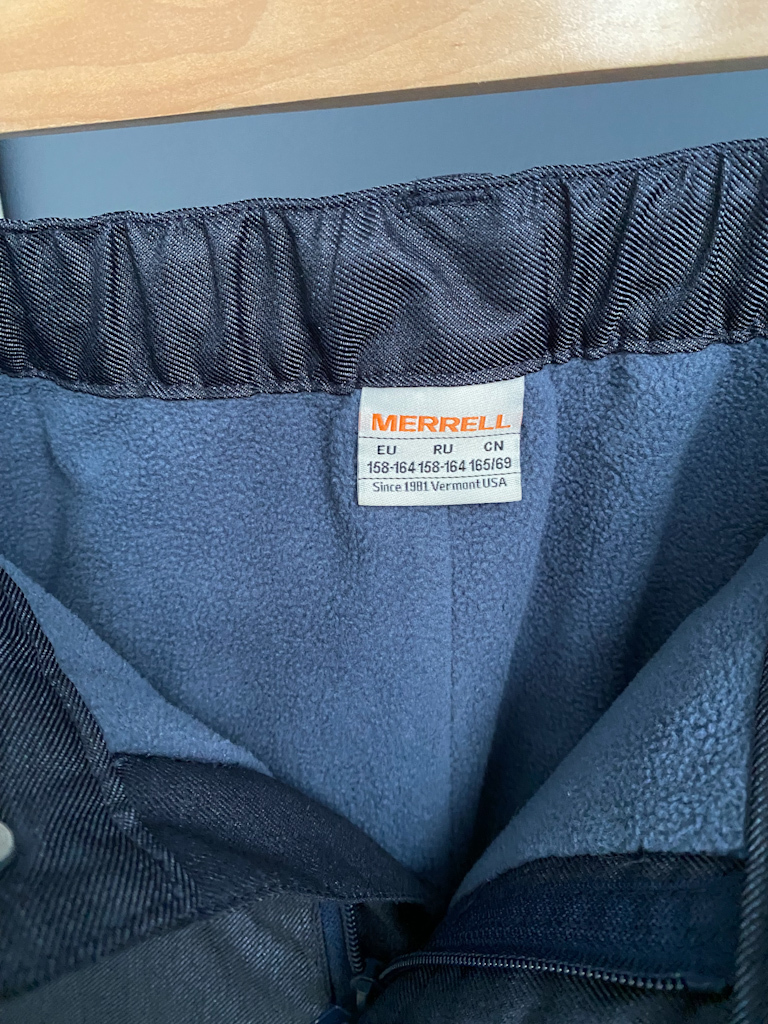 MERRELL
EU RU CN
158-164 158-164 165/69
Since 1981 Vermont USA